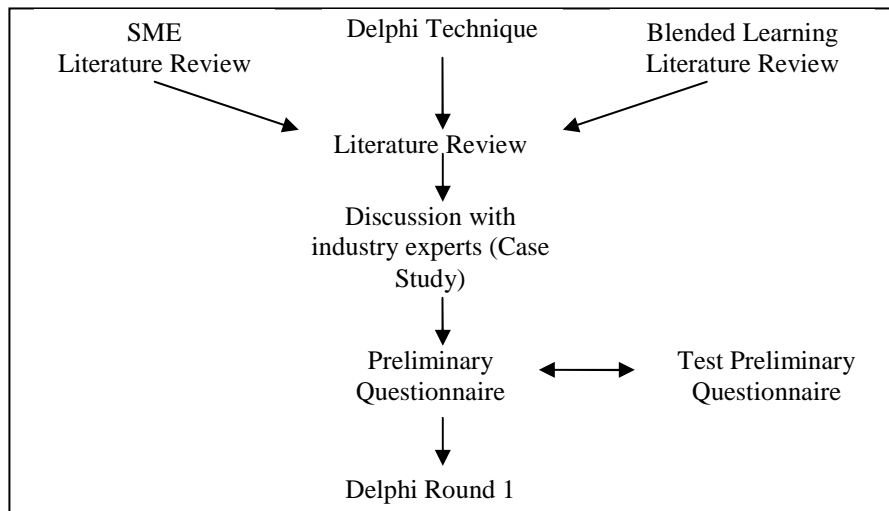 SME
Literature Review
Delphi Technique
Blended Learning
Literature Review
Literature Review
Discussion with
industry experts (Case
Study)
Preliminary
Questionnaire
Test Preliminary
Questionnaire
Delphi Round 1